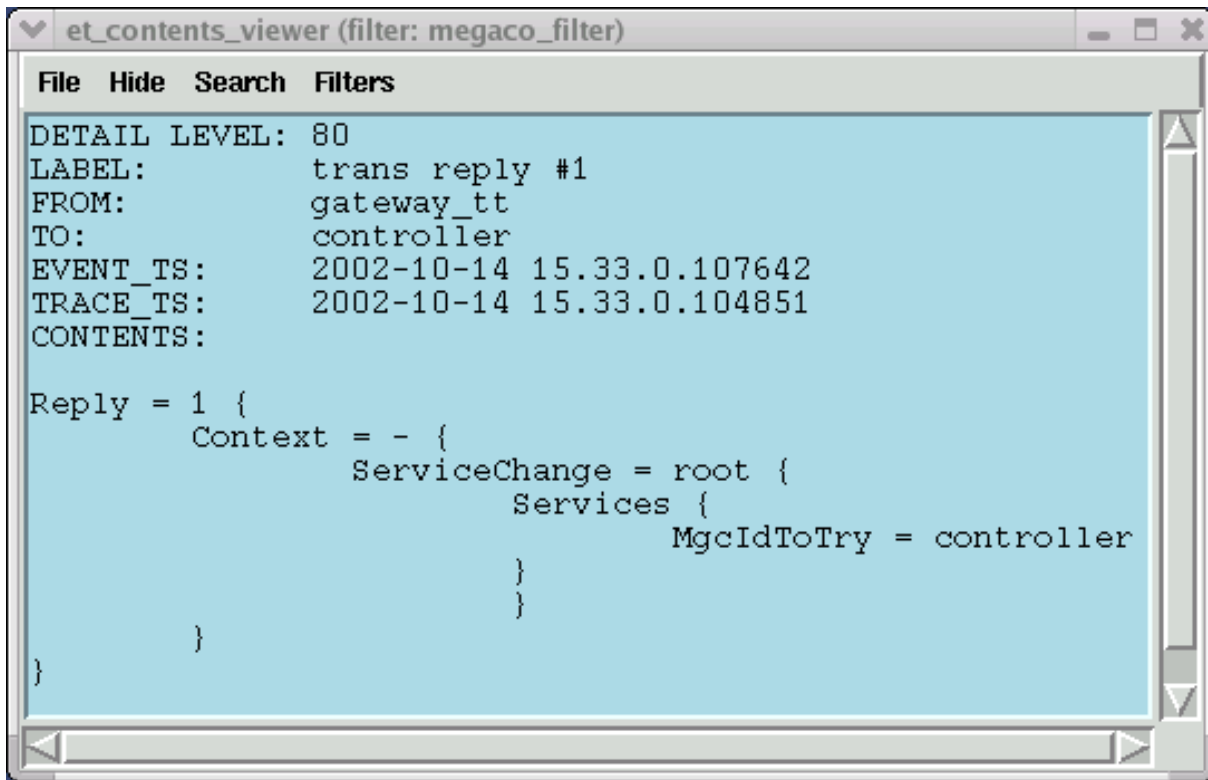 et_contents_viewer (filter: megaco_filter)
File Hide Search Filters
DETAIL LEVEL: 80
LABEL: trans reply #1
FROM: gateway_tt
TO: controller
EVENT_TS: 2002-10-14 15.33.0.107642
TRACE_TS: 2002-10-14 15.33.0.104851
CONTENTS:
Reply = 1 {
Context = - {
ServiceChange = root {
Services {
MgcIdToTry = controller
}
}
}
}